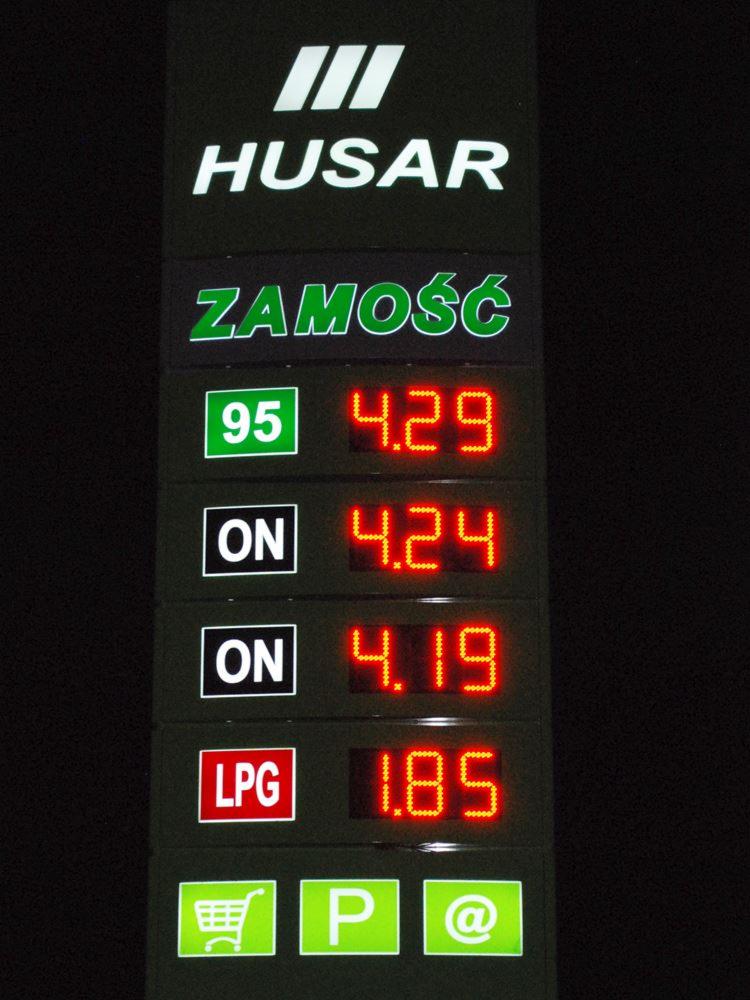 HUSAR
ZAMOŚĆ
95 4.29
ON 4.24
ON 4.19
LPG 1.85
P @